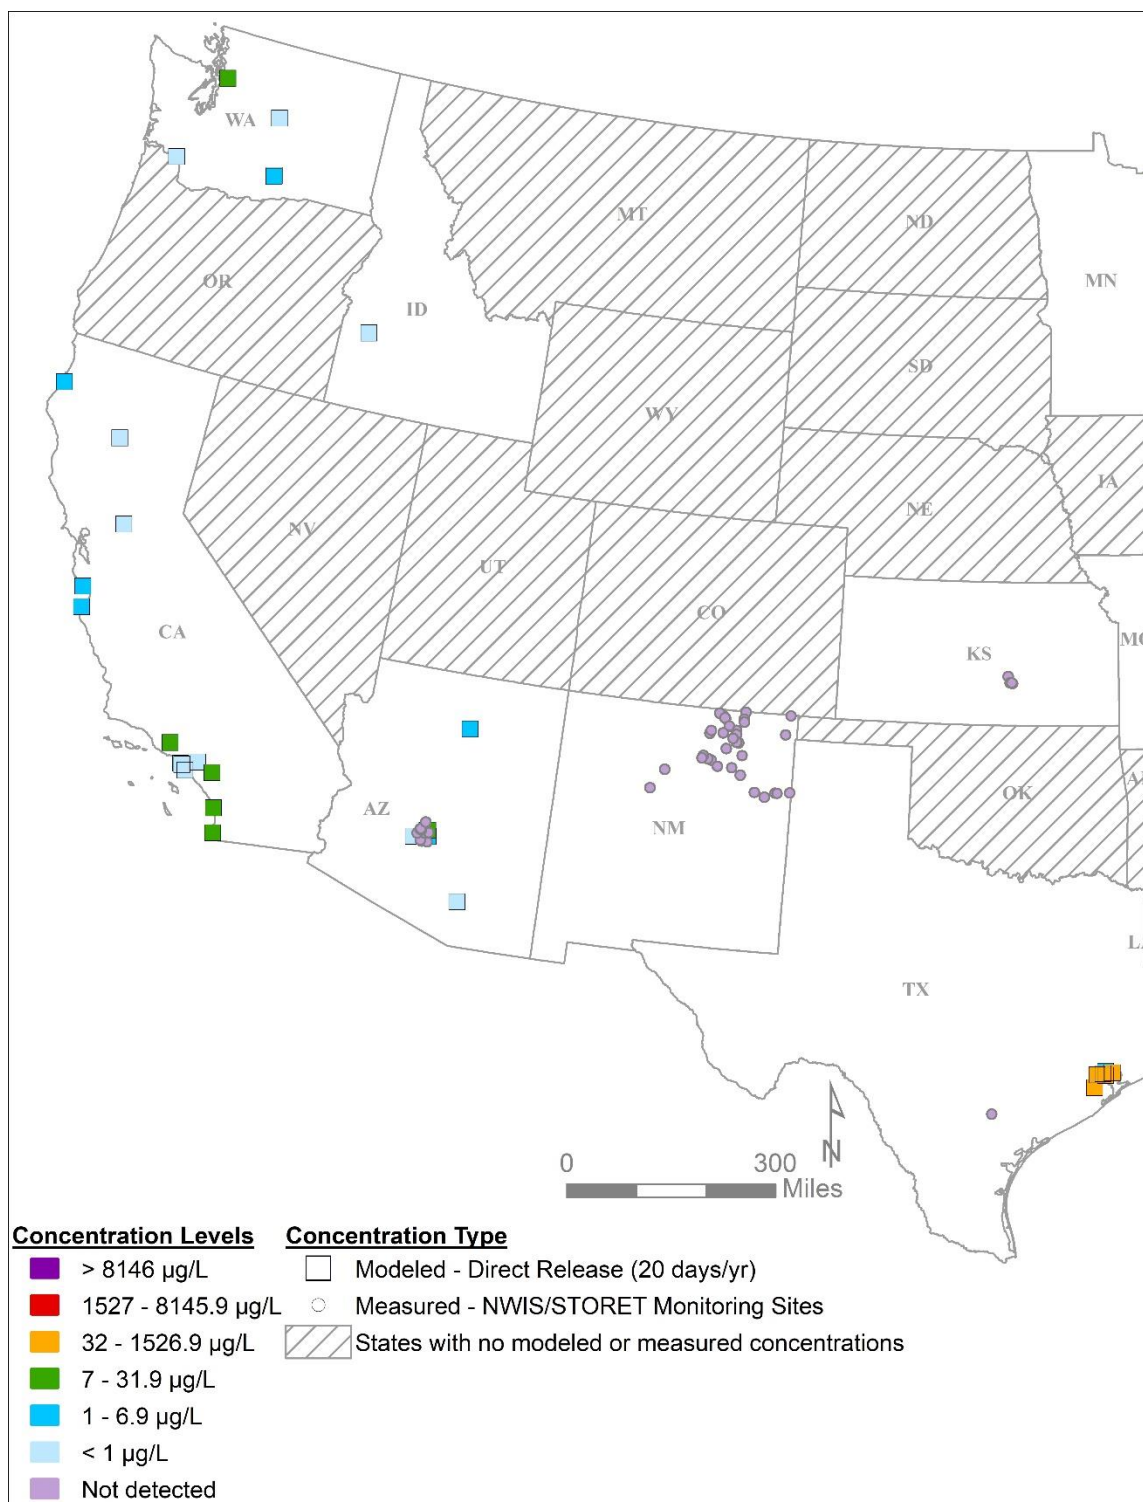 WA
MT
ND
OR
ID
MN
SD
WY
IA
NE
NV
UT
CO
CA
KS
MO
AZ
NM
OK
TX
N
0 300
Miles
Concentration Levels
> 8146 µg/L
1527 - 8145.9 µg/L
32 - 1526.9 µg/L
7 - 31.9 µg/L
1 - 6.9 µg/L
< 1 µg/L
Not detected
Concentration Type
Modeled - Direct Release (20 days/yr)
Measured - NWIS/STORET Monitoring Sites
States with no modeled or measured concentrations